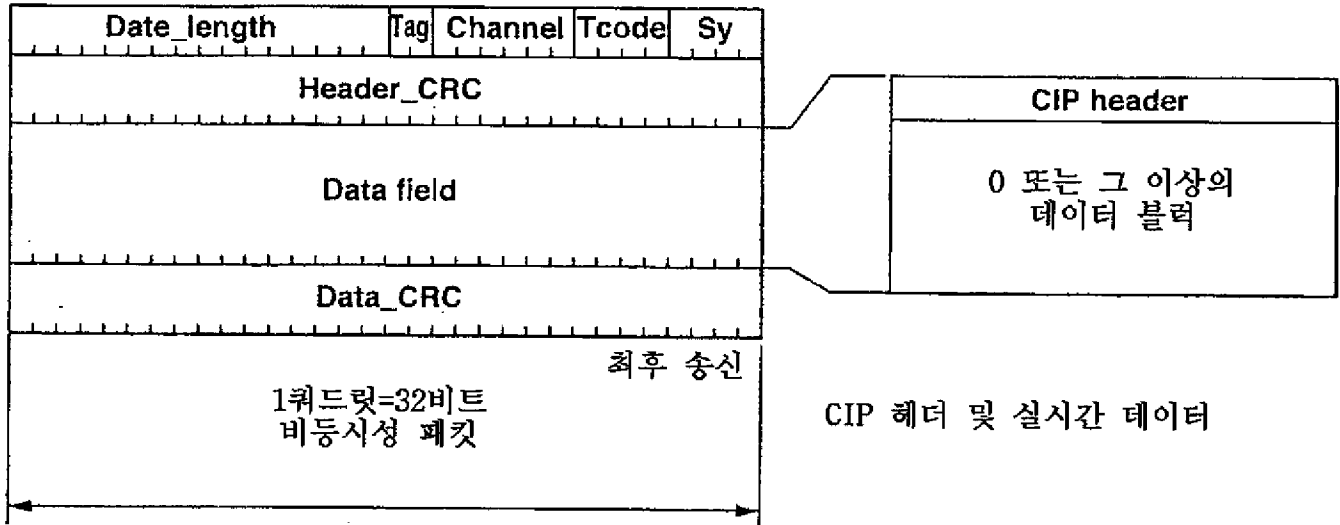 Date_length Tag Channel Tcode Sy
Header_CRC
CIP header
Data field
0 또는 그 이상의
데이터 블럭
Data_CRC
최후 송신
1쿼드릿=32비트
비등시성 패킷
CIP 헤더 및 실시간 데이터